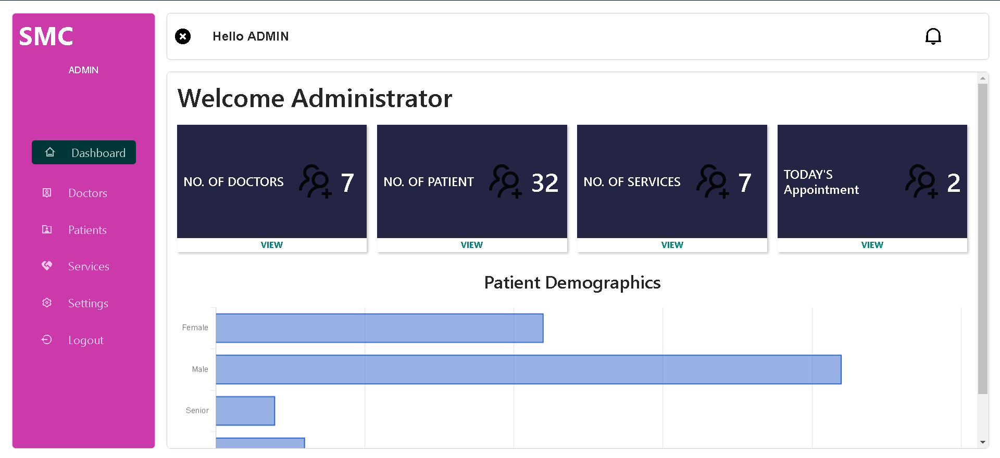 SMC
ADMIN
Dashboard
Doctors
Patients
Services
Settings
Logout
Hello ADMIN
Welcome Administrator
NO. OF DOCTORS 7
VIEW
NO. OF PATIENT 32
VIEW
NO. OF SERVICES 7
VIEW
TODAY'S
Appointment 2
VIEW
Patient Demographics
Female
Male
Senior